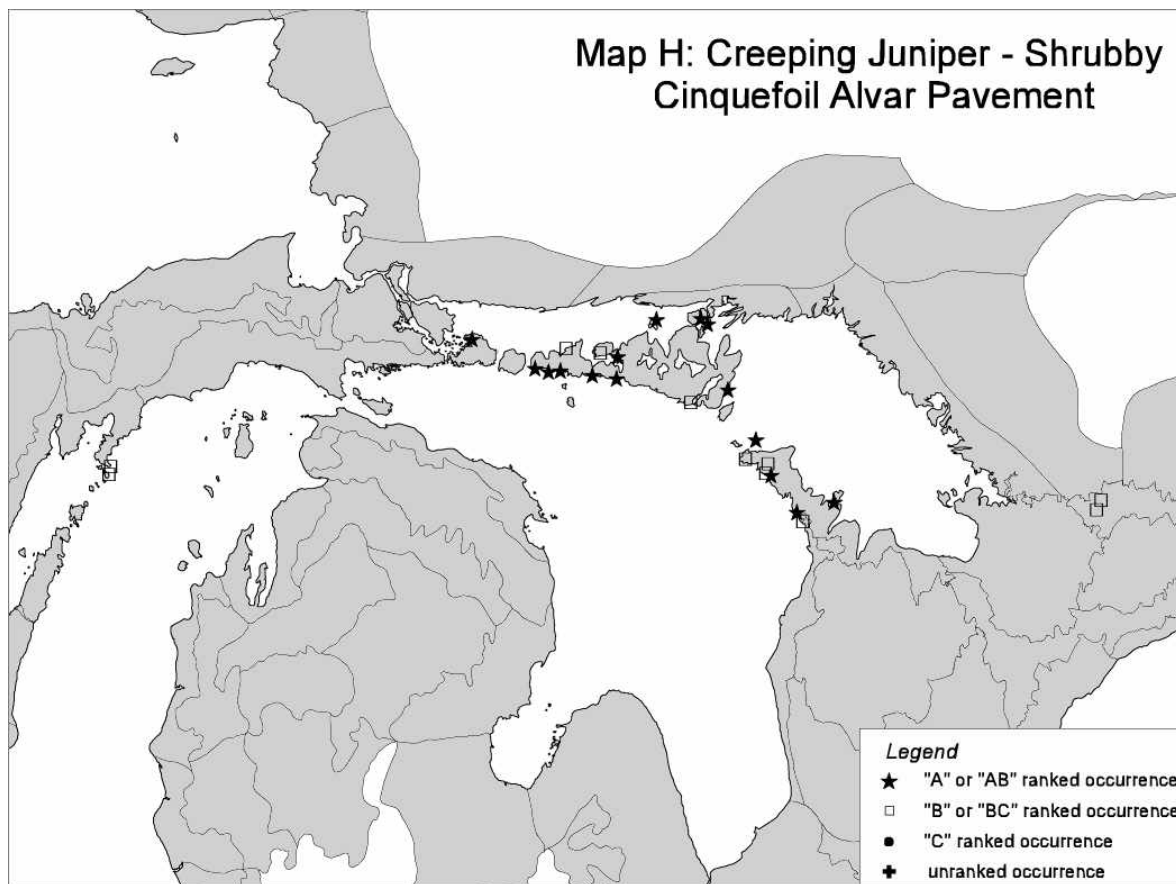 Map H: Creeping Juniper - Shrubby
Cinquefoil Alvar Pavement
Legend
"A" or "AB" ranked occurrence
"B" or "BC" ranked occurrence
"C" ranked occurrence
unranked occurrence